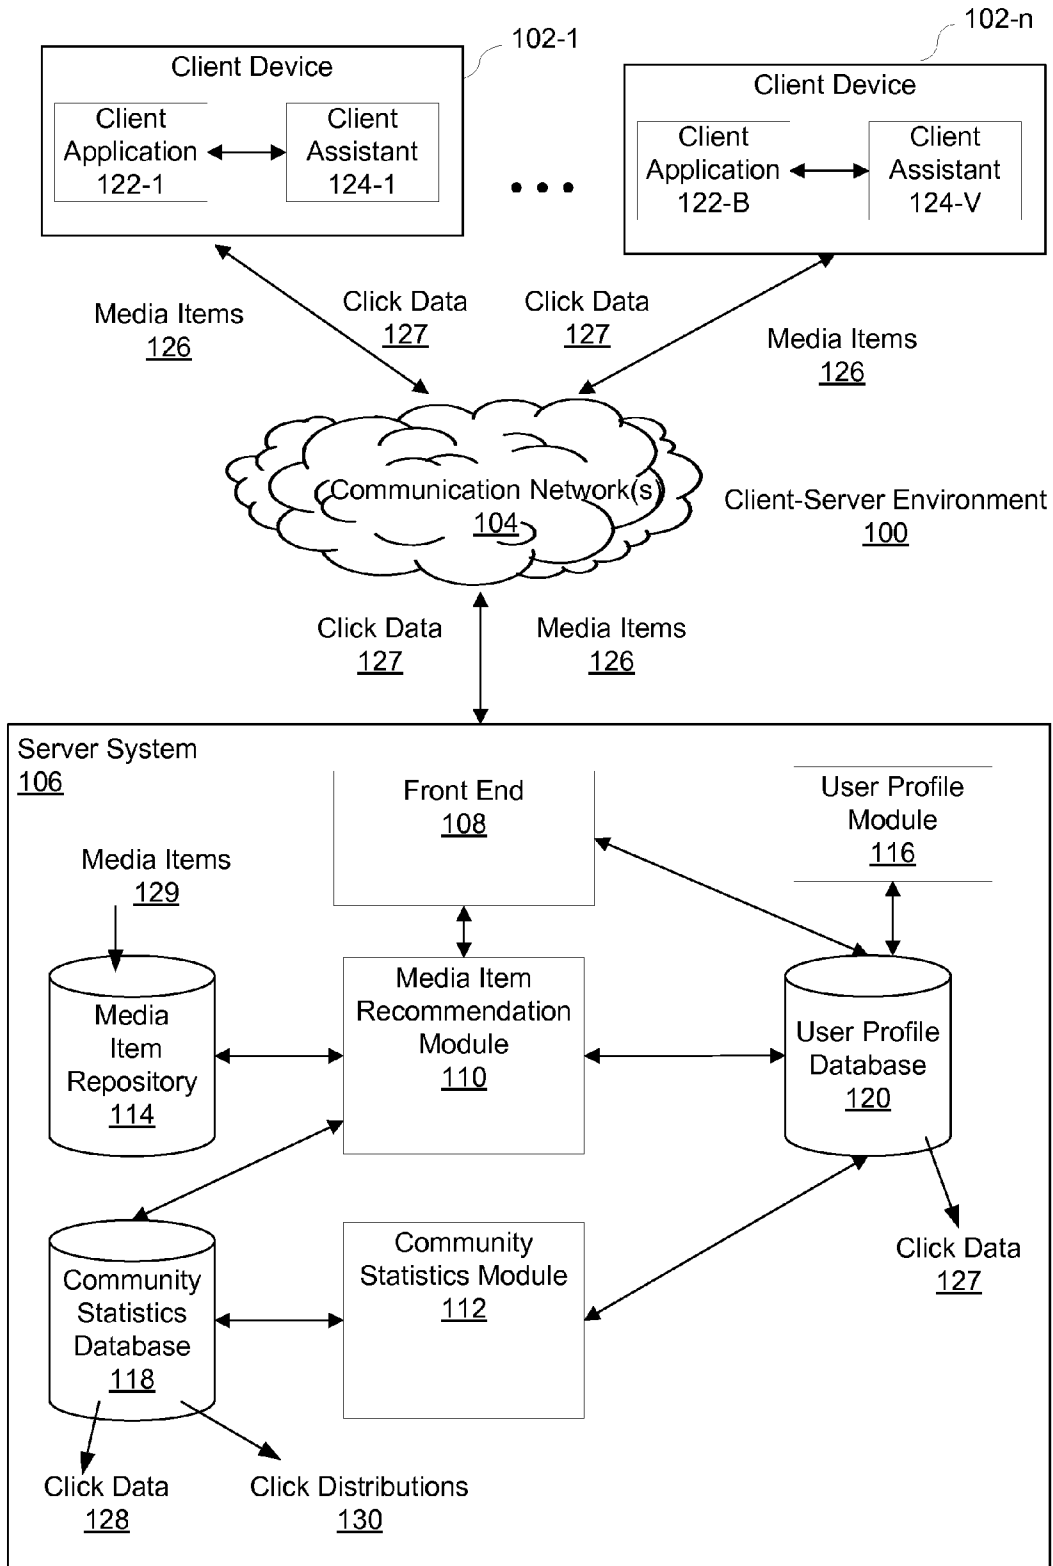 102-1
102-n
Client Device
Client
Application
122-1
Client
Assistant
124-1
Client Device
Client
Application
122-B
Client
Assistant
124-V
Media Items
126
Click Data
127
Click Data
127
Media Items
126
Communication Network(s)
104
Client-Server Environment
100
Click Data
127
Media Items
126
Server System
106
Front End
108
User Profile
Module
116
Media Items
129
Media
Item
Repository
114
Media Item
Recommendation
Module
110
User Profile
Database
120
Community
Statistics
Database
118
Community
Statistics Module
112
Click Data
127
Click Data
128
Click Distributions
130